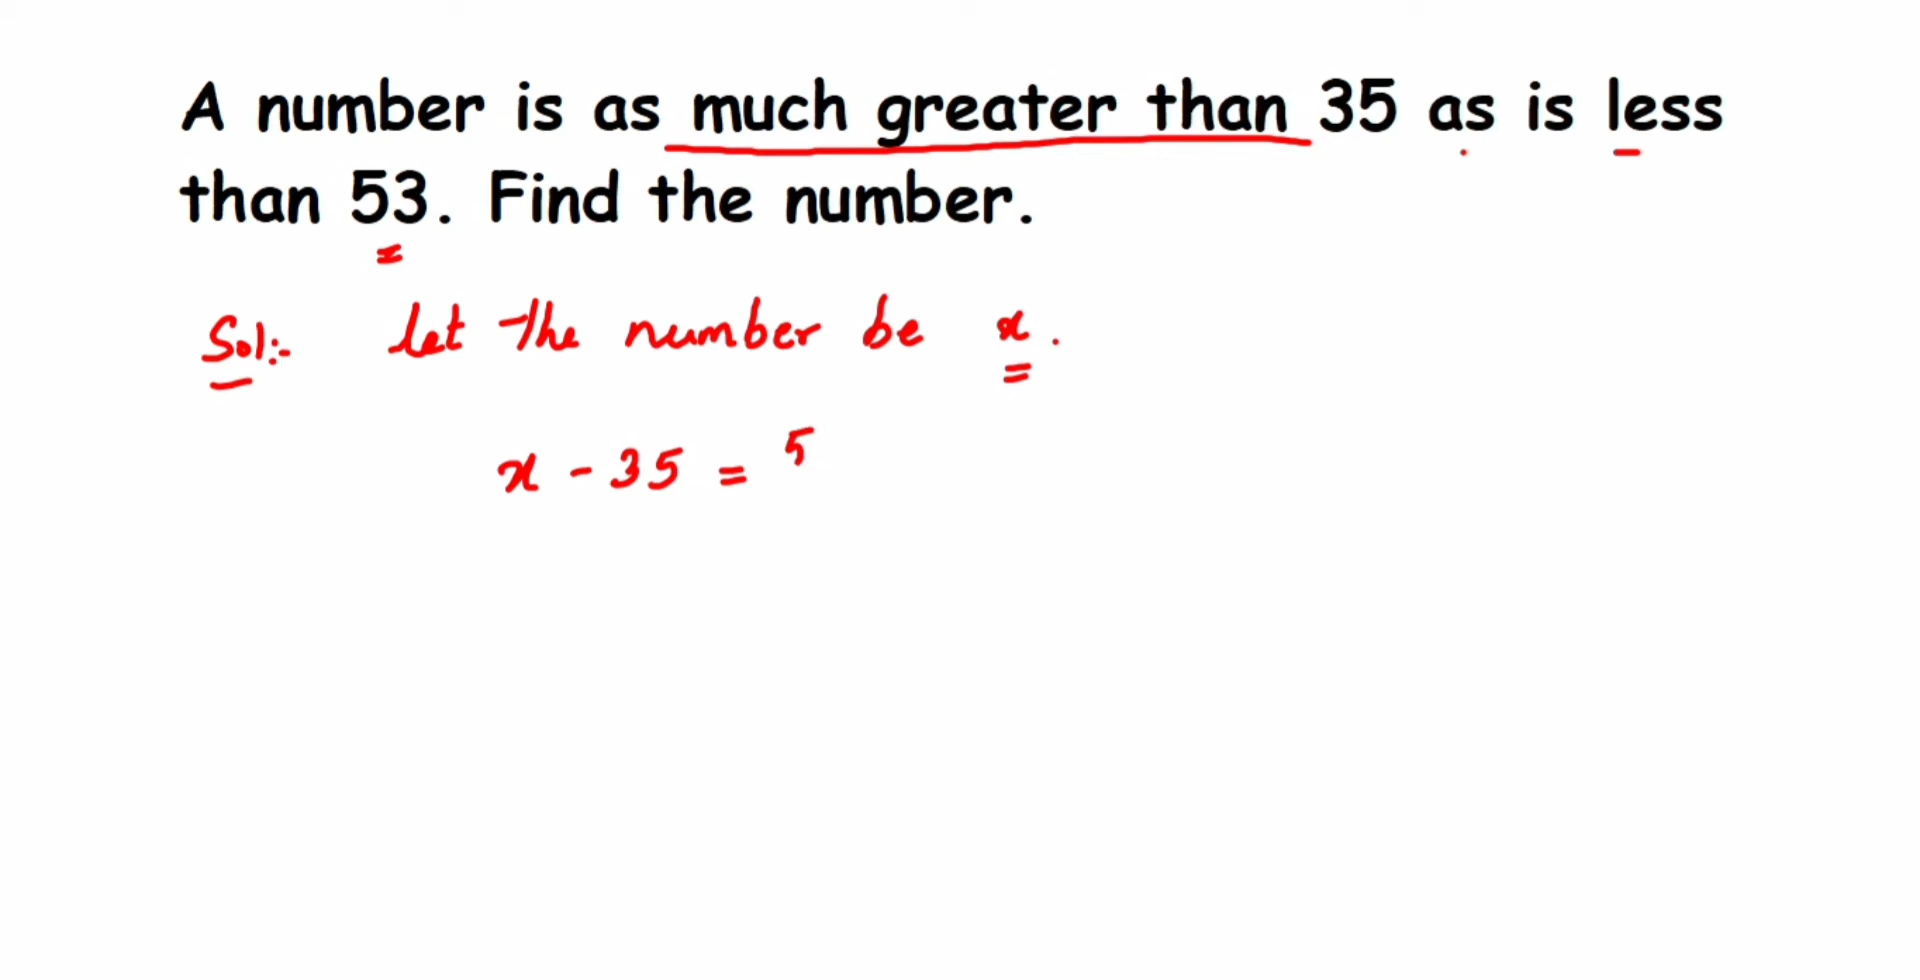 A number is as much greater than 35 as is less
than 53. Find the number.
Sol:- let the number be x.
x - 35 = 5